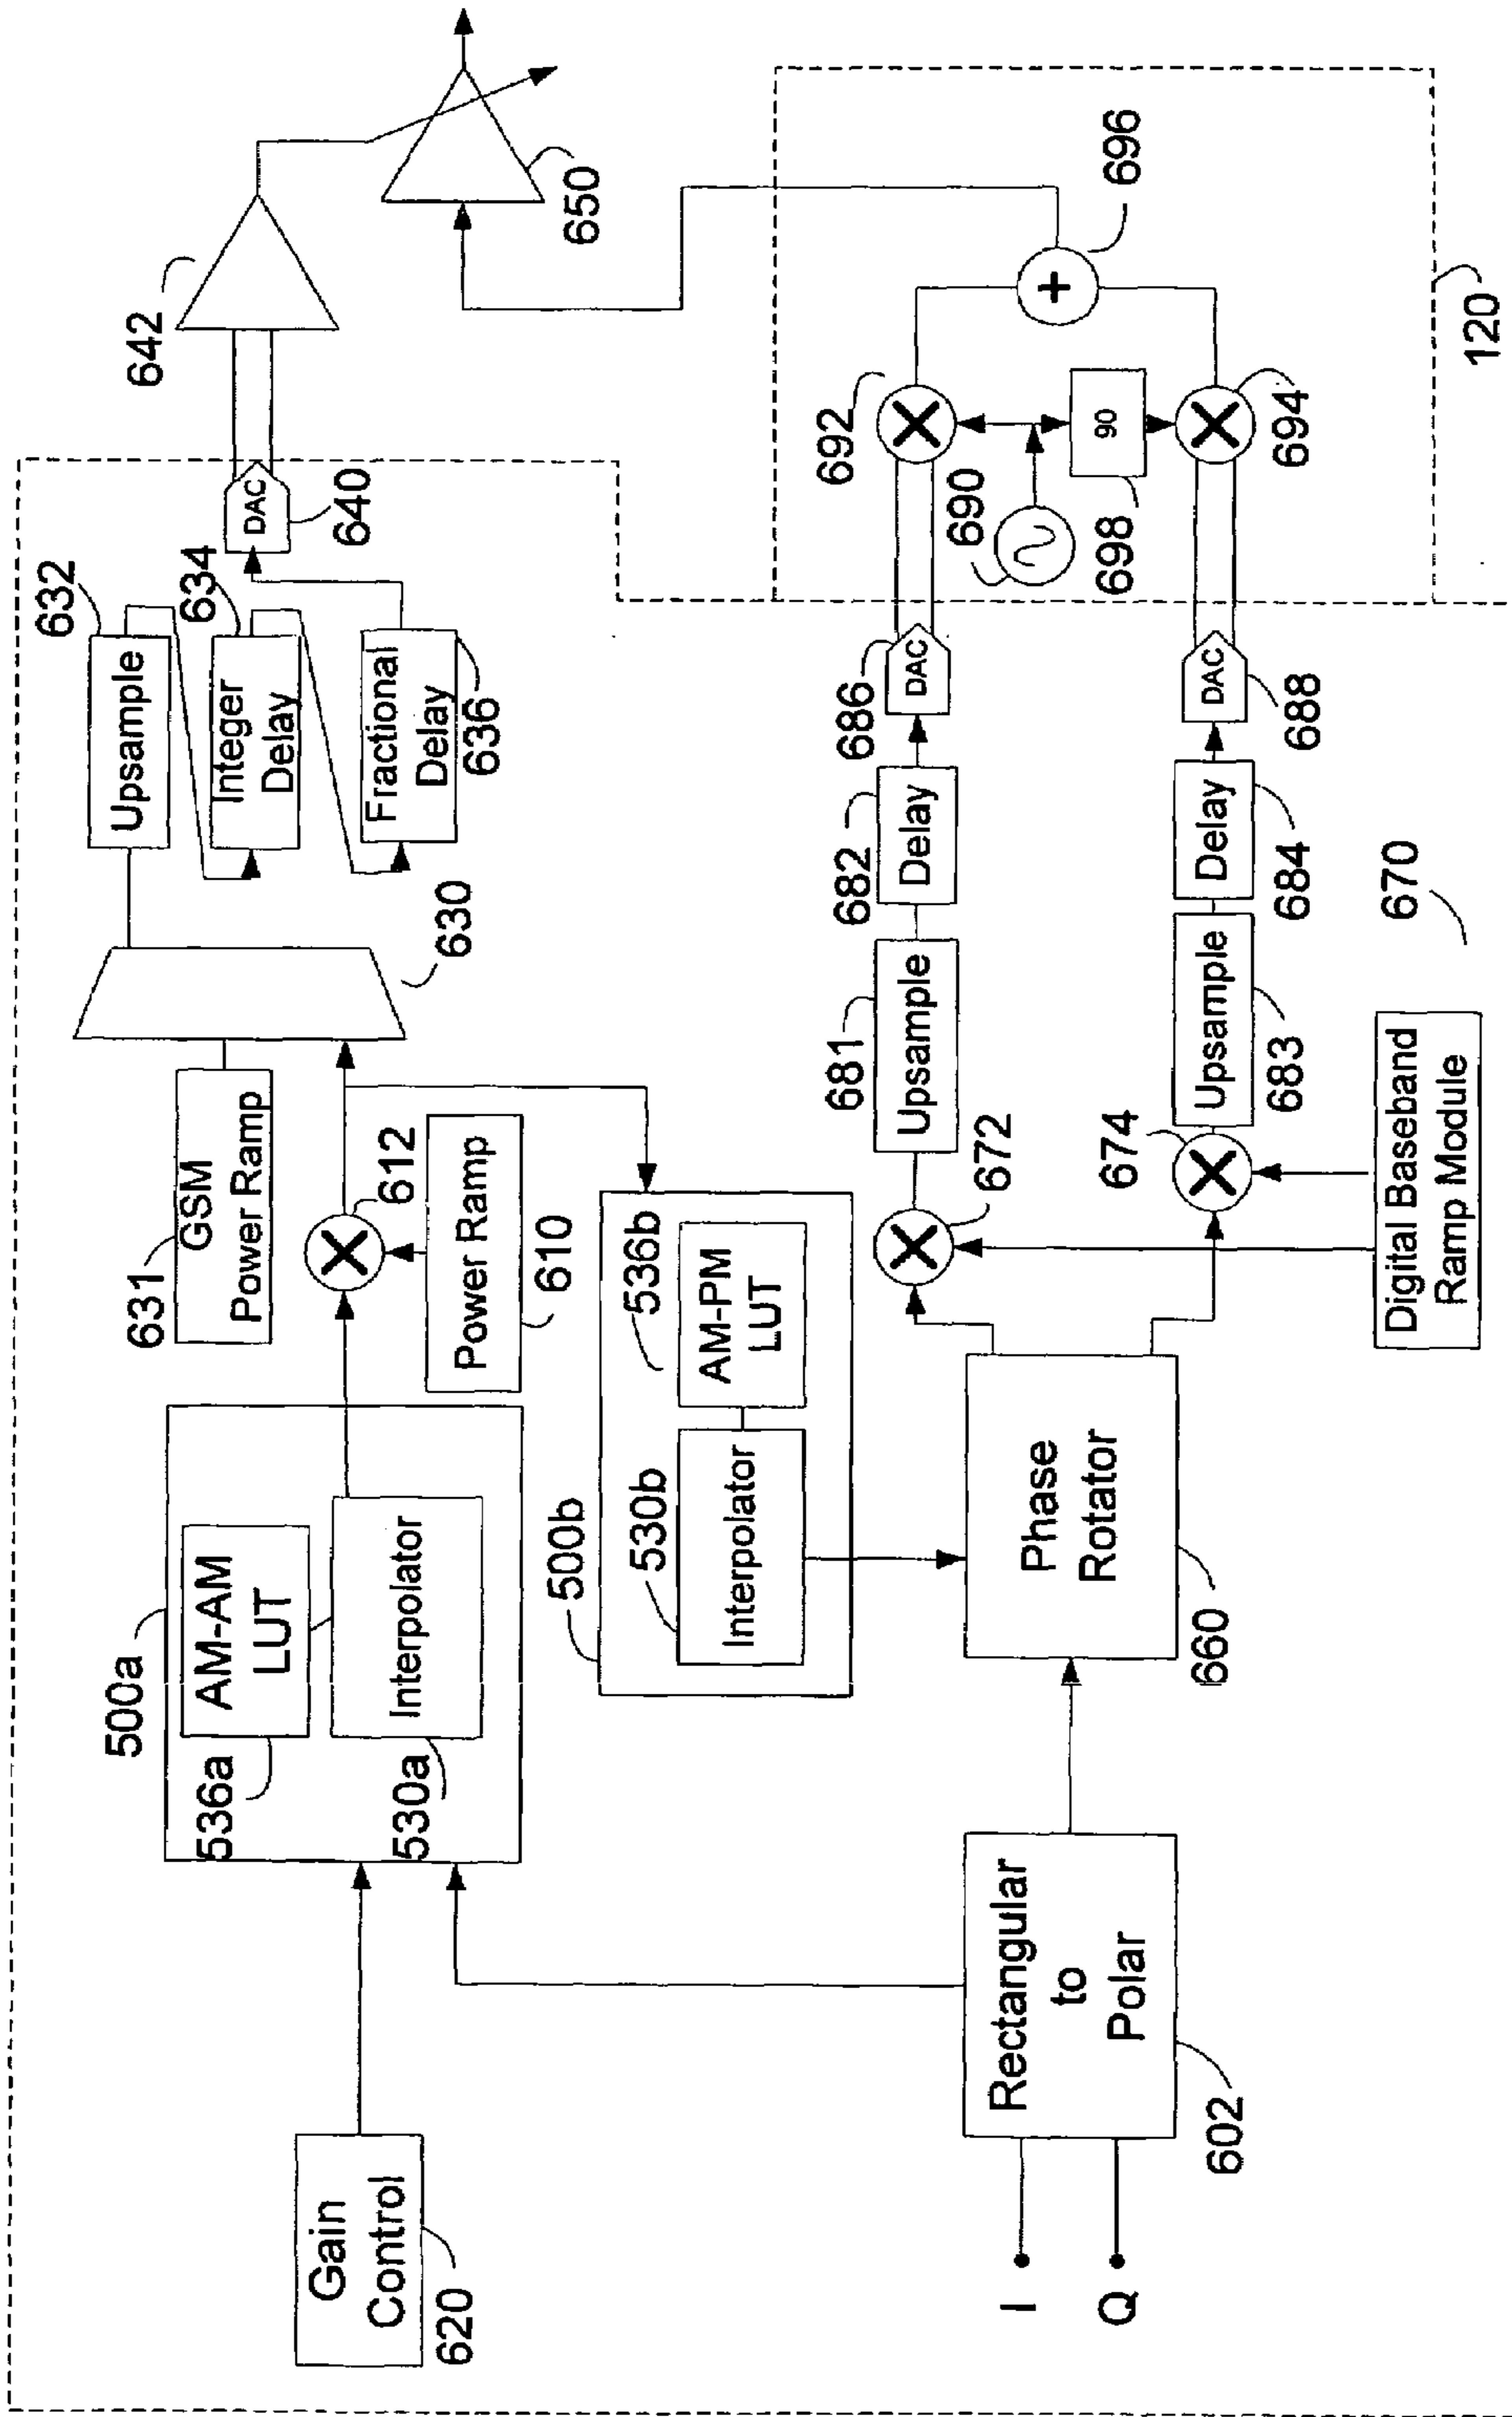 Gain
Control
620
I
Q
Rectangular
to
Polar
602
500a
AM-AM
LUT
536a
Interpolator
530a
500b
530b
Interpolator
536b
AM-PM
LUT
Phase
Rotator
660
631
GSM
Power Ramp
612
Power Ramp
610
630
632
Upsample
634
Integer
Delay
Fractional
Delay
636
DAC
640
642
650
672
674
681
Upsample
Upsample
683
682
Delay
Delay
684
686
DAC
DAC
688
Digital Baseband
Ramp Module
670
690
692
90
698
694
+
696
120